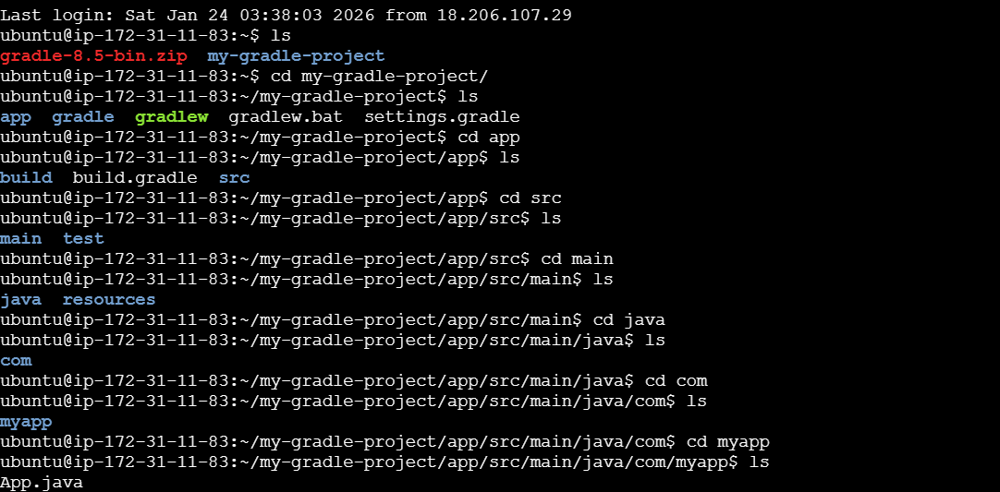 Last login: Sat Jan 24 03:38:03 2026 from 18.206.107.29
ubuntu@ip-172-31-11-83:~$ ls
gradle-8.5-bin.zip  my-gradle-project
ubuntu@ip-172-31-11-83:~$ cd my-gradle-project/
ubuntu@ip-172-31-11-83:~/my-gradle-project$ ls
app  gradle  gradlew  gradlew.bat  settings.gradle
ubuntu@ip-172-31-11-83:~/my-gradle-project$ cd app
ubuntu@ip-172-31-11-83:~/my-gradle-project/app$ ls
build  build.gradle  src
ubuntu@ip-172-31-11-83:~/my-gradle-project/app$ cd src
ubuntu@ip-172-31-11-83:~/my-gradle-project/app/src$ ls
main  test
ubuntu@ip-172-31-11-83:~/my-gradle-project/app/src$ cd main
ubuntu@ip-172-31-11-83:~/my-gradle-project/app/src/main$ ls
java  resources
ubuntu@ip-172-31-11-83:~/my-gradle-project/app/src/main$ cd java
ubuntu@ip-172-31-11-83:~/my-gradle-project/app/src/main/java$ ls
com
ubuntu@ip-172-31-11-83:~/my-gradle-project/app/src/main/java$ cd com
ubuntu@ip-172-31-11-83:~/my-gradle-project/app/src/main/java/com$ ls
myapp
ubuntu@ip-172-31-11-83:~/my-gradle-project/app/src/main/java/com$ cd myapp
ubuntu@ip-172-31-11-83:~/my-gradle-project/app/src/main/java/com/myapp$ ls
App.java